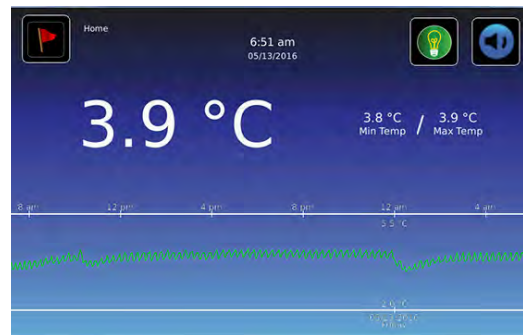 Home
6:51 am
05/13/2016
3.9 °C
3.8 °C / 3.9 °C
Min Temp Max Temp
8 am 12 pm 4 pm 8 pm 12 am 4 am
5.5 °C
2.0 °C